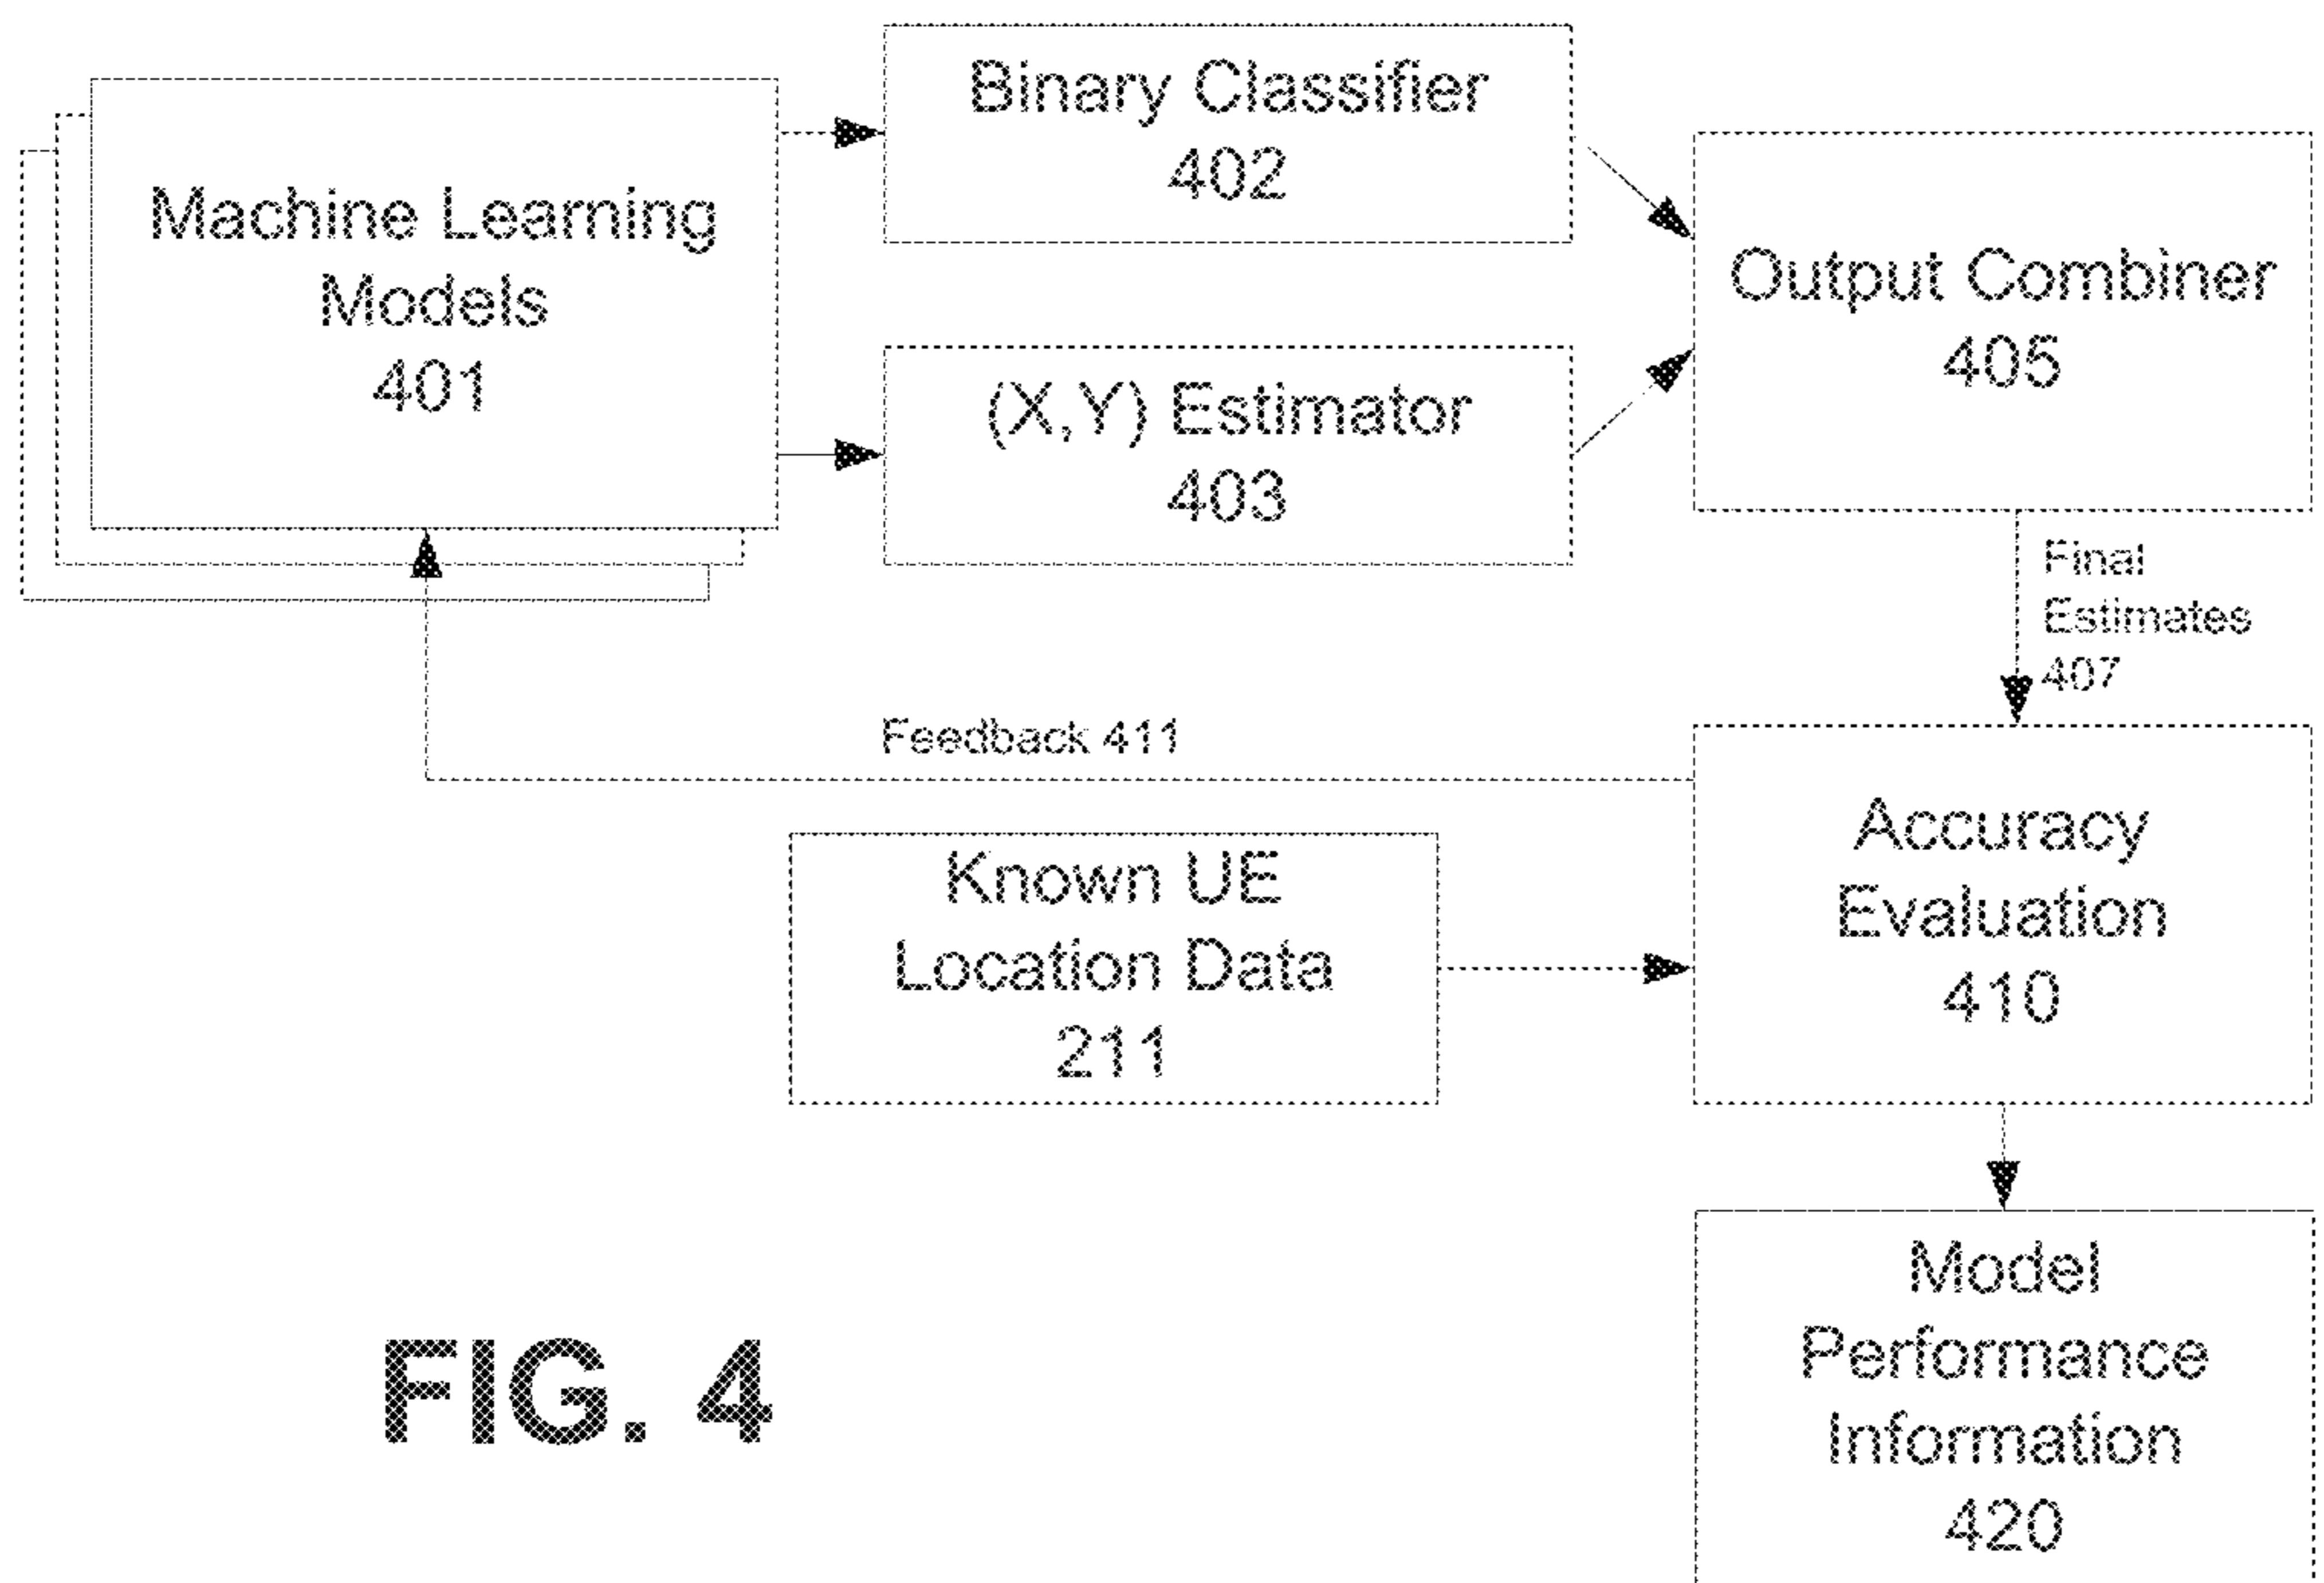 Binary Classifier
402
Machine Learning
Models
401
Output Combiner
405
(X,Y) Estimator
403
Final
Estimates
407
Feedback 411
Known UE
Location Data
211
Accuracy
Evaluation
410
Model
Performance
Information
420
FIG. 4